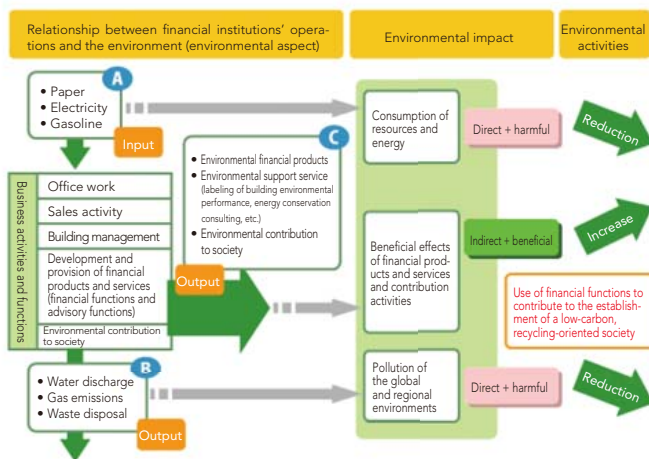 Relationship between financial institutions' opera-
tions and the environment (environmental aspect)
Environmental impact
Environmental
activities
A
• Paper
• Electricity
• Gasoline
Input
Business activities and functions
Office work
Sales activity
Building management
Development and
provision of financial
products and services
(financial functions and
advisory functions)
Environmental contribution
to society
C
• Environmental financial products
• Environmental support service
(labeling of building environmental
performance, energy conservation
consulting, etc.)
• Environmental contribution
to society
Output
B
• Water discharge
• Gas emissions
• Waste disposal
Output
Consumption of
resources and
energy
Direct + harmful
Reduction
Beneficial effects
of financial prod-
ucts and services
and contribution
activities
Indirect + beneficial
Increase
Use of financial functions to
contribute to the establish-
ment of a low-carbon,
recycling-oriented society
Pollution of
the global
and regional
environments
Direct + harmful
Reduction